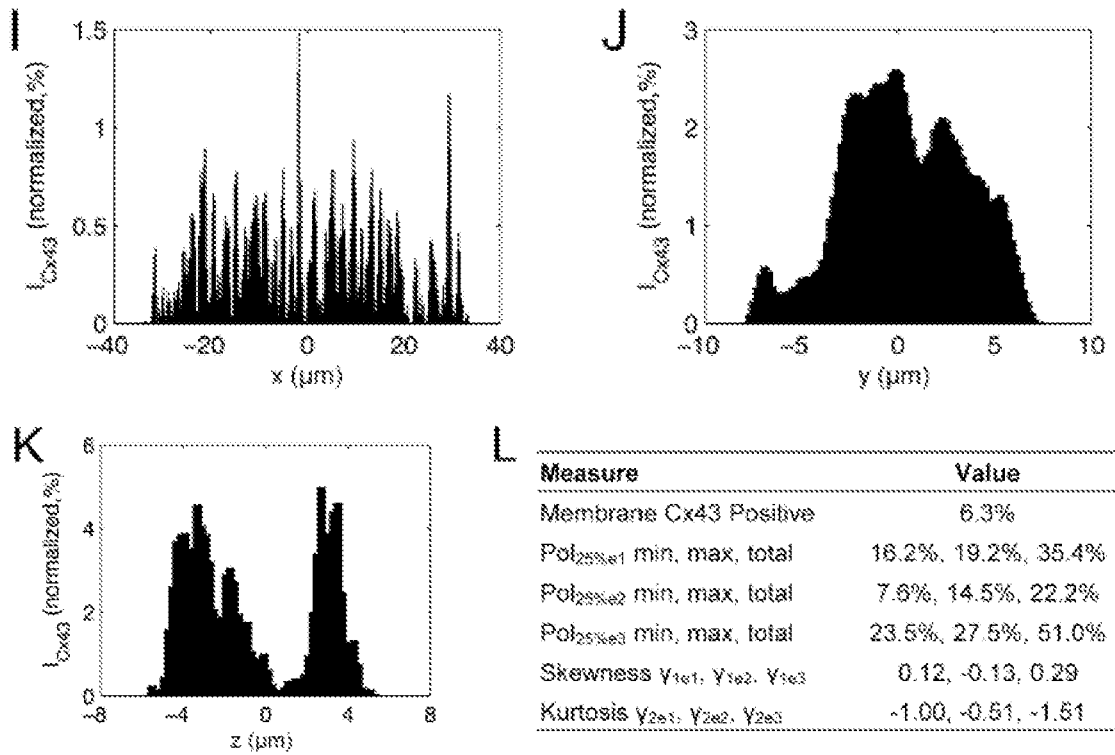 I
I_Cx43 (normalized,%)
1.5
1
0.5
0
−40 −20 0 20 40
x (μm)
J
I_Cx43 (normalized,%)
3
2
1
0
−10 −5 0 5 10
y (μm)
K
I_Cx43 (normalized,%)
6
4
2
0
−8 −4 0 4 8
z (μm)
L
Measure Value
Membrane Cx43 Positive 6.3%
Pol25%e1 min, max, total 16.2%, 19.2%, 35.4%
Pol25%e2 min, max, total 7.6%, 14.5%, 22.2%
Pol25%e3 min, max, total 23.5%, 27.5%, 51.0%
Skewness γ1e1, γ1e2, γ1e3 0.12, -0.13, 0.29
Kurtosis γ2e1, γ2e2, γ2e3 -1.00, -0.51, -1.51